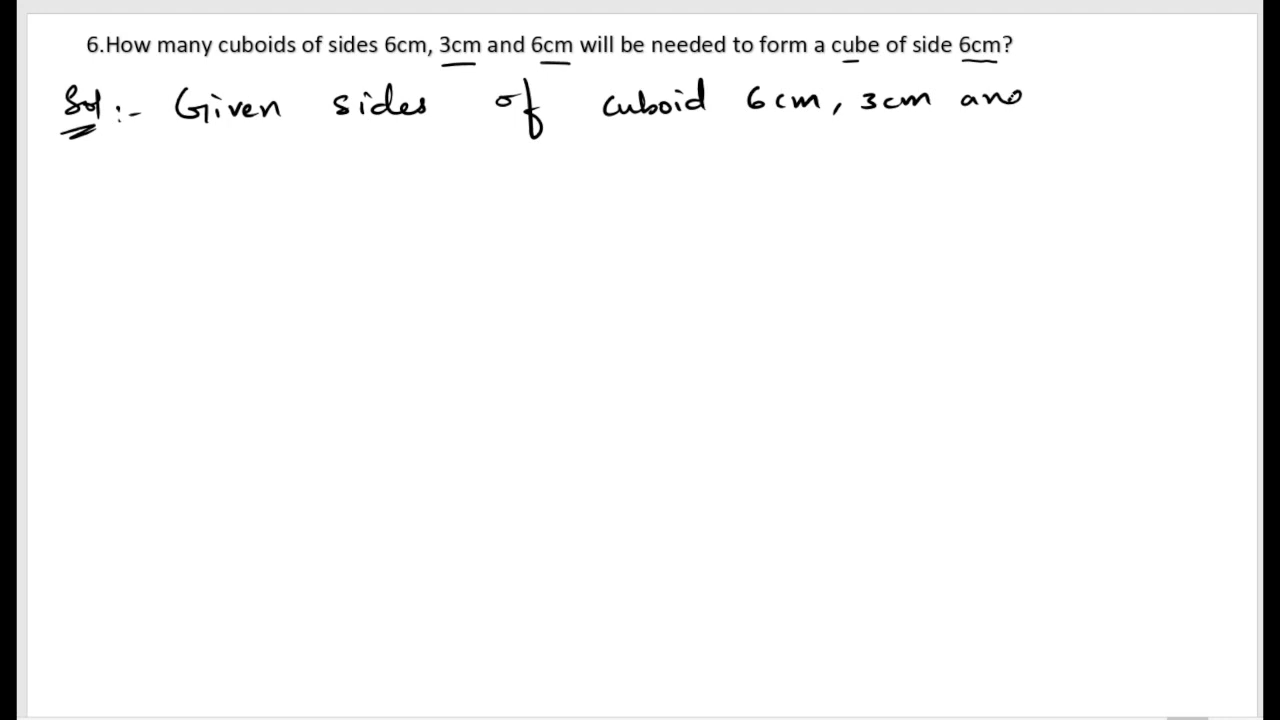 6.How many cuboids of sides 6cm, 3cm and 6cm will be needed to form a cube of side 6cm?
Sol :- Given sides of cuboid 6cm, 3cm and